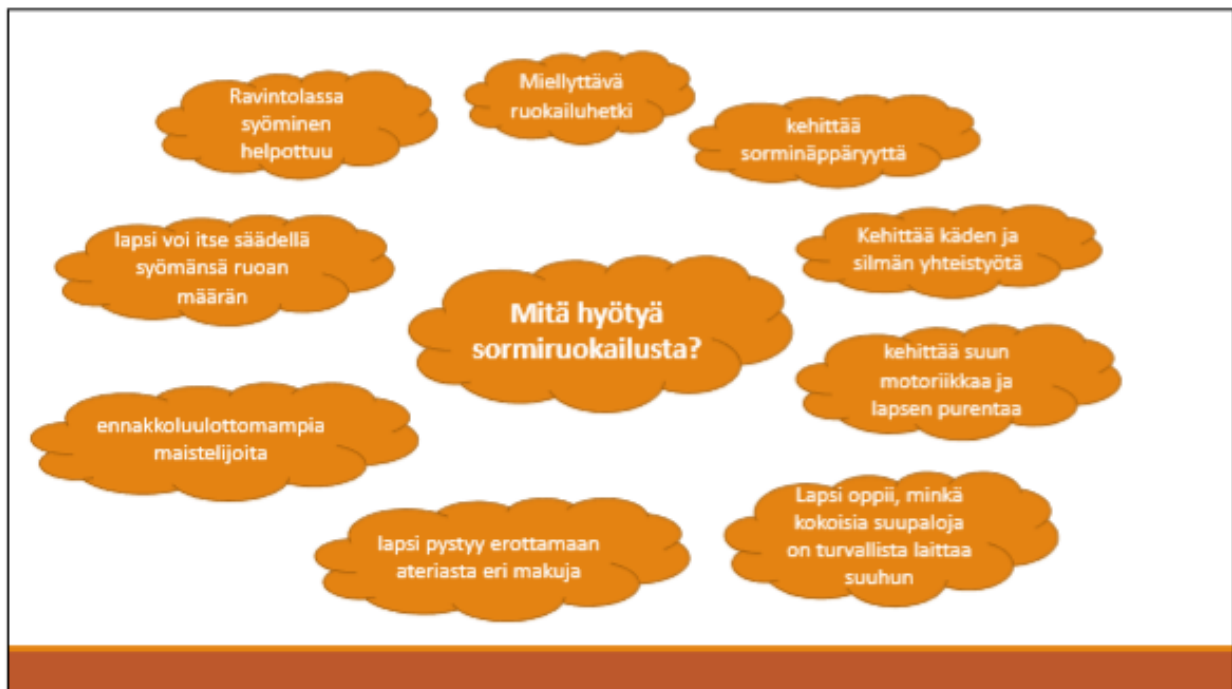 Ravintolassa
syöminen
helpottuu
Miellyttävä
ruokailuhetki
kehittää
sorminäppäryyttä
lapsi voi itse säädellä
syömänsä ruoan
määrän
Kehittää käden ja
silmän yhteistyötä
Mitä hyötyä
sormiruokailusta?
kehittää suun
motoriikkaa ja
lapsen purentaa
ennakkoluulottomampia
maistelijoita
Lapsi oppii, minkä
kokoisia suupaloja
on turvallista laittaa
suuhun
lapsi pystyy erottamaan
ateriasta eri makuja